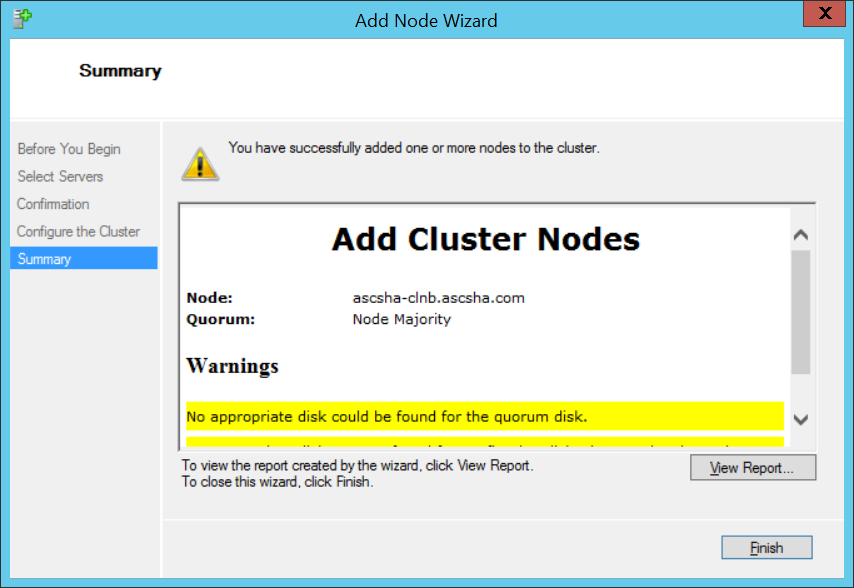 Add Node Wizard
X
Summary
Before You Begin
Select Servers
Confirmation
Configure the Cluster
Summary
You have successfully added one or more nodes to the cluster.
Add Cluster Nodes
Node: ascsha-clnb.ascsha.com
Quorum: Node Majority
Warnings
No appropriate disk could be found for the quorum disk.
To view the report created by the wizard, click View Report.
To close this wizard, click Finish.
View Report...
Finish